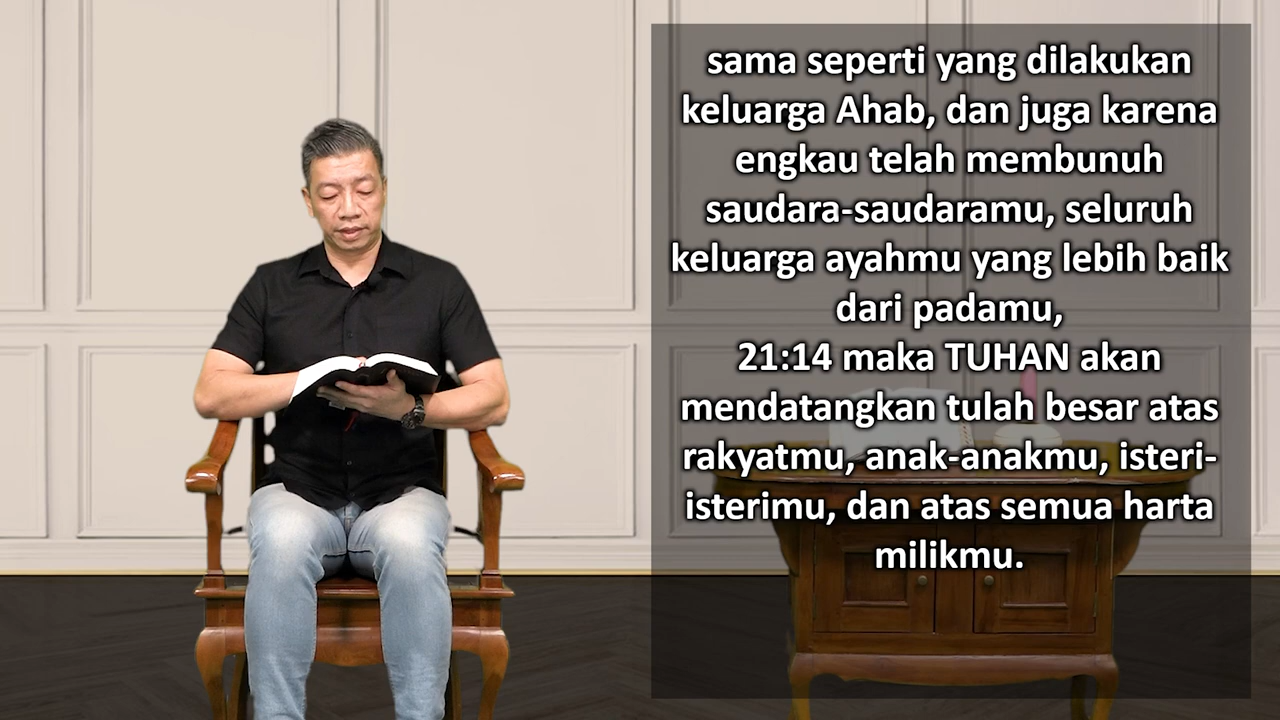 sama seperti yang dilakukan
keluarga Ahab, dan juga karena
engkau telah membunuh
saudara-saudaramu, seluruh
keluarga ayahmu yang lebih baik
dari padamu,
21:14 maka TUHAN akan
mendatangkan tulah besar atas
rakyatmu, anak-anakmu, isteri-
isterimu, dan atas semua harta
milikmu.